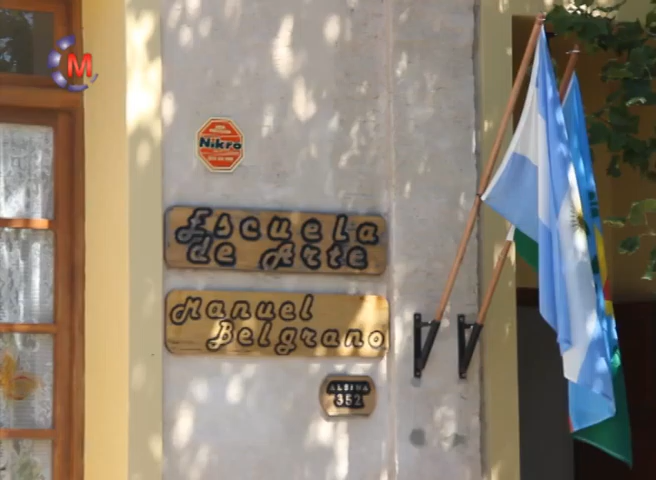 M
Nikro
Escuela
de Arte
Manuel
Belgrano
ALSINA
352